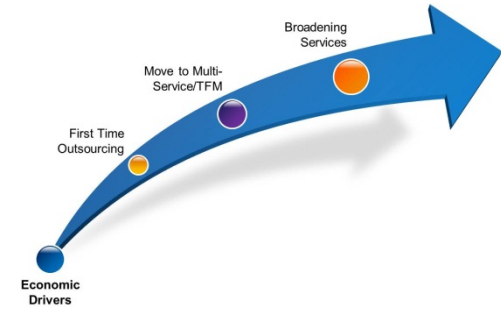 Broadening
Services
Move to Multi-
Service/TFM
First Time
Outsourcing
Economic
Drivers